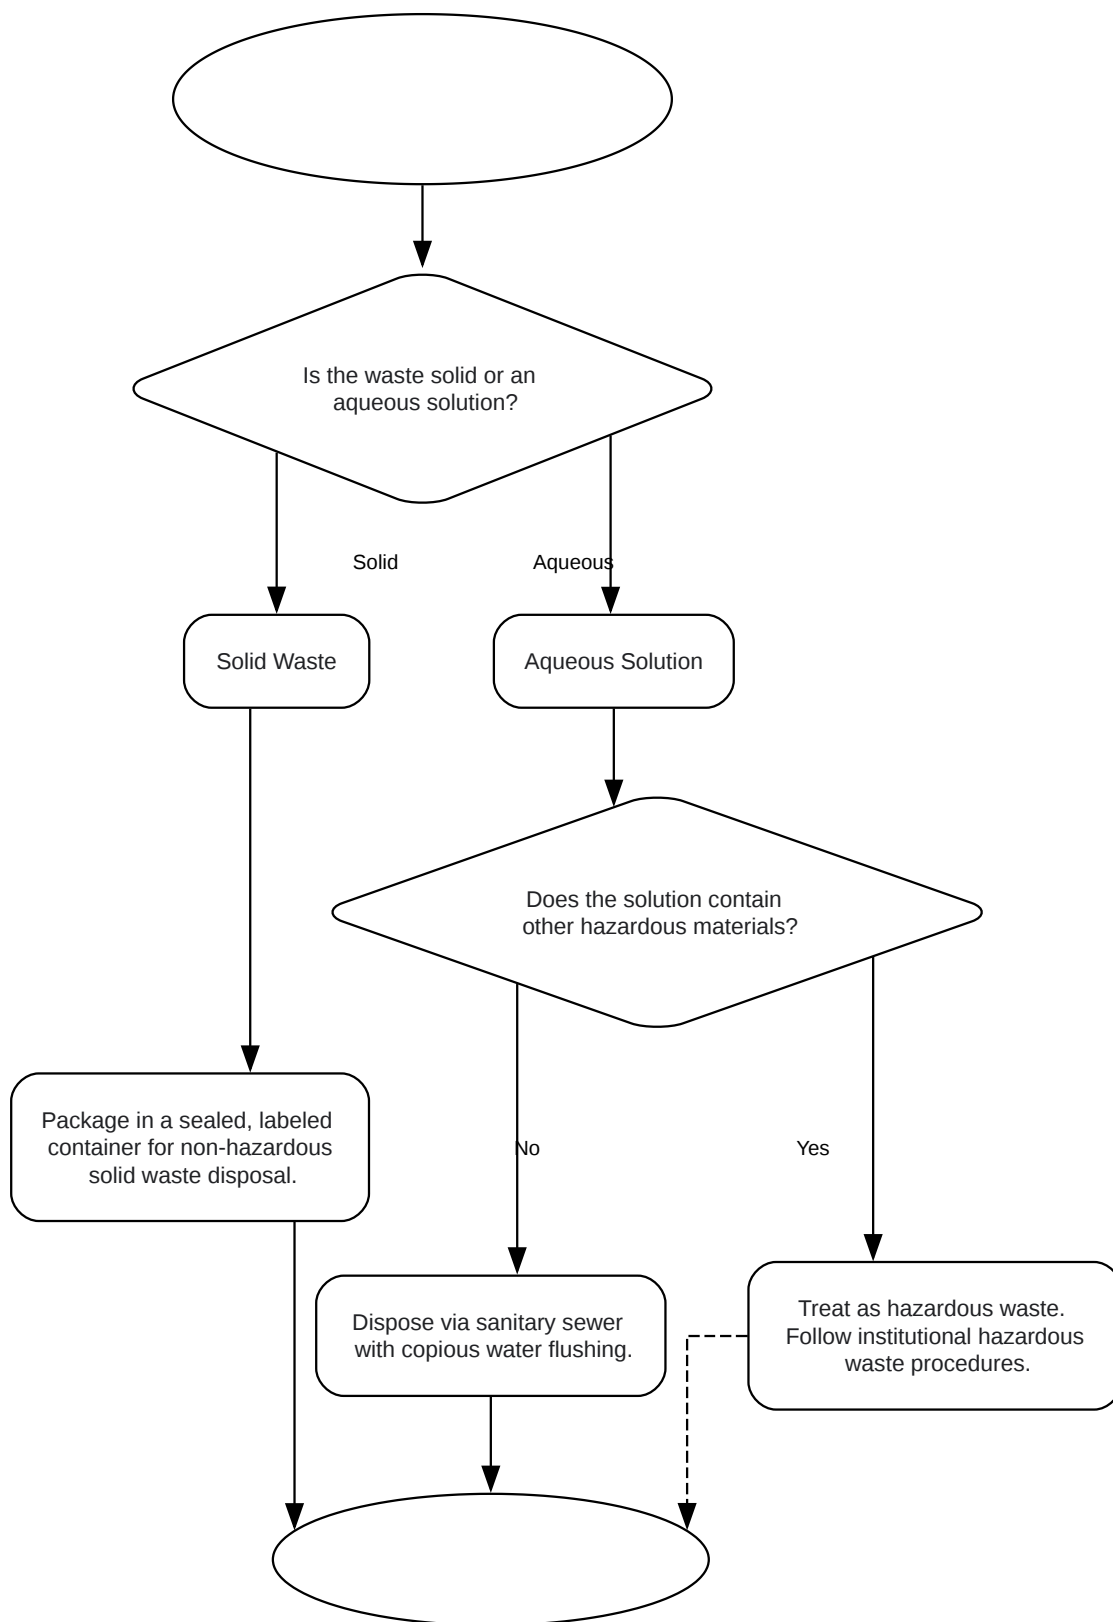 Is the waste solid or an
aqueous solution?
Solid
Aqueous
Solid Waste
Aqueous Solution
Does the solution contain
other hazardous materials?
Package in a sealed, labeled
container for non-hazardous
solid waste disposal.
No
Yes
Dispose via sanitary sewer
with copious water flushing.
Treat as hazardous waste.
Follow institutional hazardous
waste procedures.